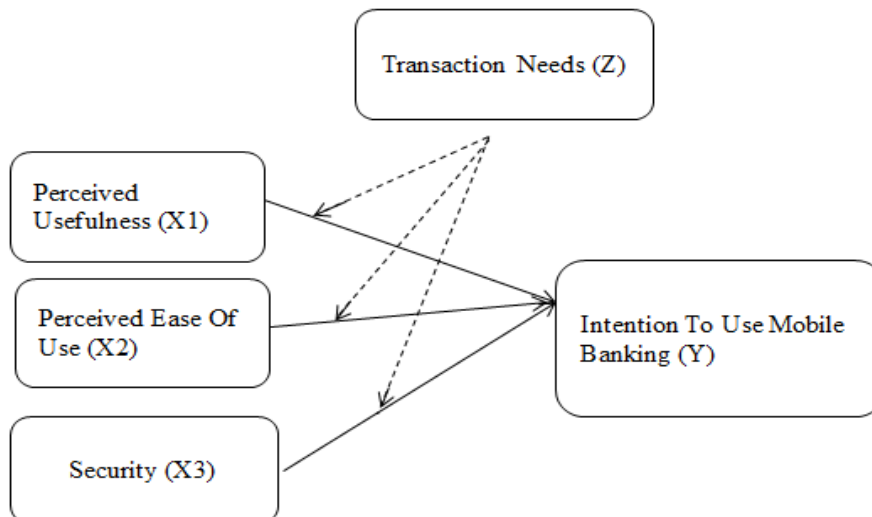 Transaction Needs (Z)
Perceived
Usefulness (X1)
Perceived Ease Of
Use (X2)
Intention To Use Mobile
Banking (Y)
Security (X3)